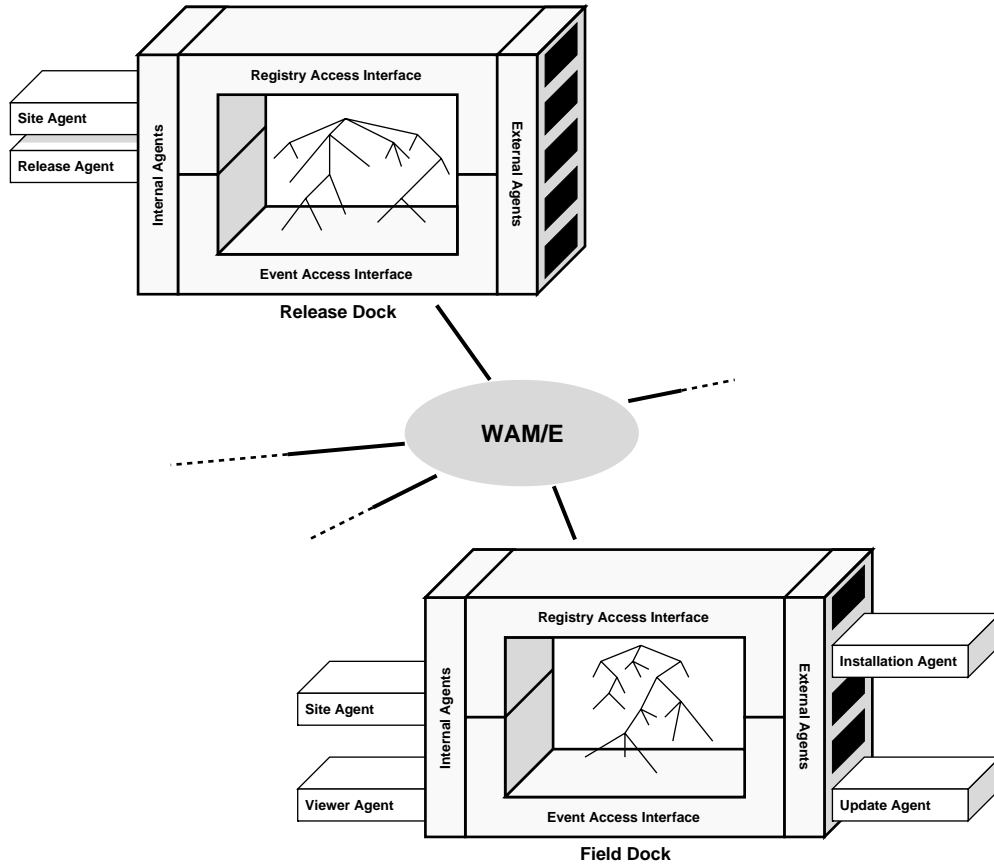 Registry Access Interface
Site Agent
Release Agent
Internal Agents
External Agents
Event Access Interface
Release Dock
WAM/E
Registry Access Interface
Installation Agent
Site Agent
Internal Agents
External Agents
Viewer Agent
Update Agent
Event Access Interface
Field Dock